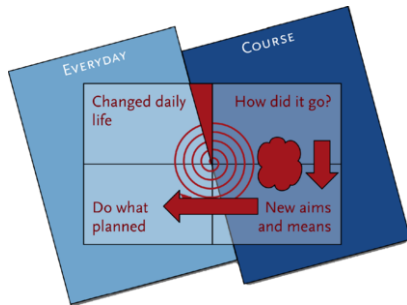 EVERYDAY
COURSE
Changed daily
life
How did it go?
Do what
planned
New aims
and means